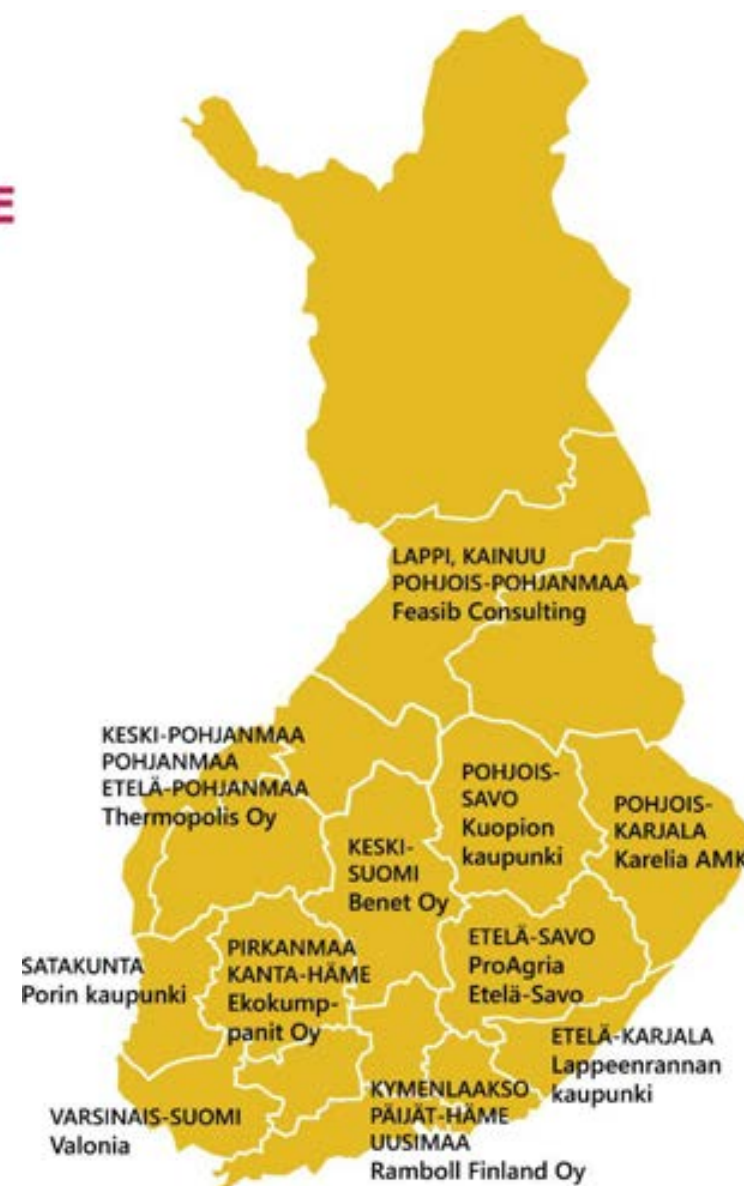 E
LAPPI, KAINUU
POHJOIS-POHJANMAA
Feasib Consulting
KESKI-POHJANMAA
POHJANMAA
ETELÄ-POHJANMAA
Thermopolis Oy
POHJOIS-
SAVO
Kuopion
kaupunki
POHJOIS-
KARJALA
Karelia AMK
KESKI-
SUOMI
Benet Oy
SATAKUNTA
Porin kaupunki
PIRKANMAA
KANTA-HÄME
Ekokump-
panit Oy
ETELÄ-SAVO
ProAgria
Etelä-Savo
ETELÄ-KARJALA
Lappeenrannan
kaupunki
VARSINAIS-SUOMI
Valonia
KYMENLAAKSO
PÄIJÄT-HÄME
UUSIMAA
Ramboll Finland Oy